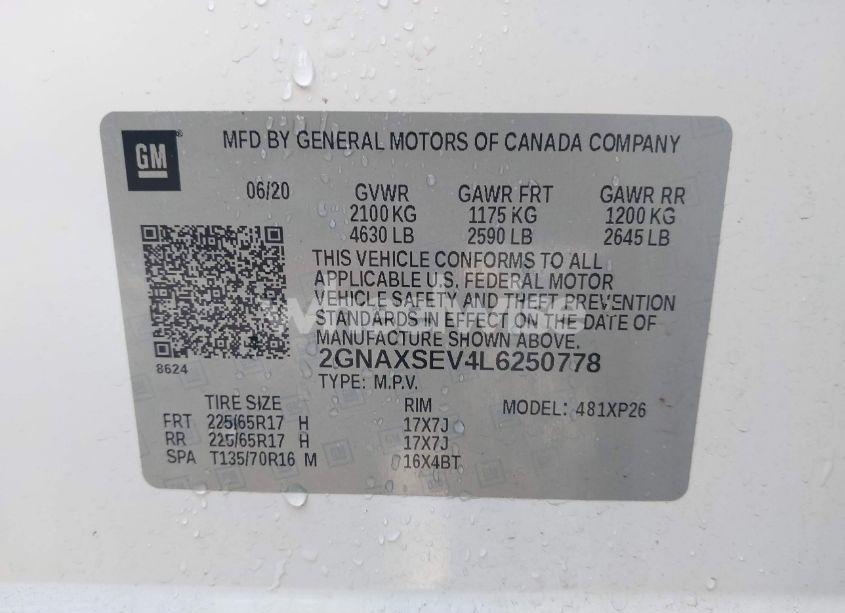 GM
MFD BY GENERAL MOTORS OF CANADA COMPANY
06/20 GVWR GAWR FRT GAWR RR
2100 KG 1175 KG 1200 KG
4630 LB 2590 LB 2645 LB
THIS VEHICLE CONFORMS TO ALL
APPLICABLE U.S. FEDERAL MOTOR
VEHICLE SAFETY AND THEFT PREVENTION
STANDARDS IN EFFECT ON THE DATE OF
MANUFACTURE SHOWN ABOVE.
2GNAXSEV4L6250778
8624
TYPE: M.P.V.
TIRE SIZE RIM MODEL: 481XP26
FRT 225/65R17 H 17X7J
RR 225/65R17 H 17X7J
SPA T135/70R16 M 16X4BT